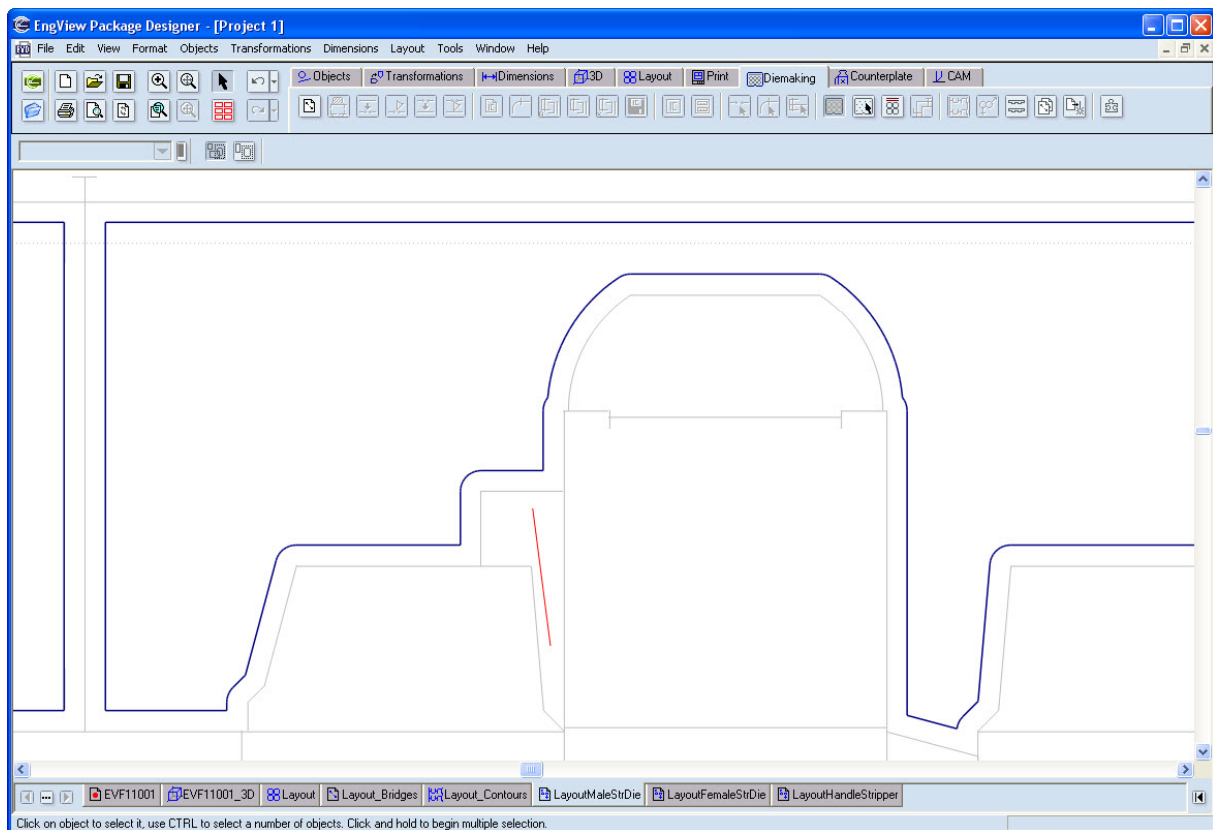 EngView Package Designer - [Project 1]
File Edit View Format Objects Transformations Dimensions Layout Tools Window Help
Objects Transformations Dimensions 3D Layout Print Diemaking Counterplate CAM
EVF11001 EVF11001_3D Layout Layout_Bridges Layout_Contours LayoutMaleStrDie LayoutFemaleStrDie LayoutHandleStripper
Click on object to select it, use CTRL to select a number of objects. Click and hold to begin multiple selection.